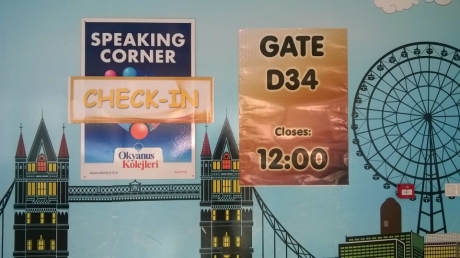 SPEAKING
CORNER
CHECK-IN
Okyanus
Kolejleri
GATE
D34
Closes:
12:00